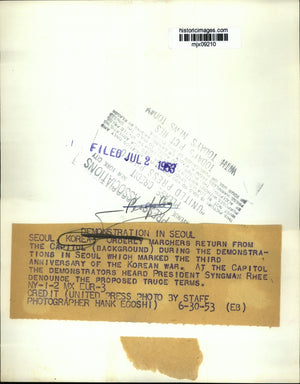 historicimages.com
mjx09210
FILED JUL 2 1953
DEMONSTRATION IN SEOUL
SEOUL, KOREA: ORDERLY MARCHERS RETURN FROM
THE CAPITOL (BACKGROUND) DURING THE DEMONSTRA-
TIONS IN SEOUL WHICH MARKED THE THIRD
ANNIVERSARY OF THE KOREAN WAR. AT THE CAPITOL
THE DEMONSTRATORS HEARD PRESIDENT SYNGMAN RHEE
DENOUNCE THE PROPOSED TRUCE TERMS.
NY-1-2 MX EUR-3
CREDIT (UNITED PRESS PHOTO BY STAFF
PHOTOGRAPHER HANK EGOSHI) 6-30-53 (EB)